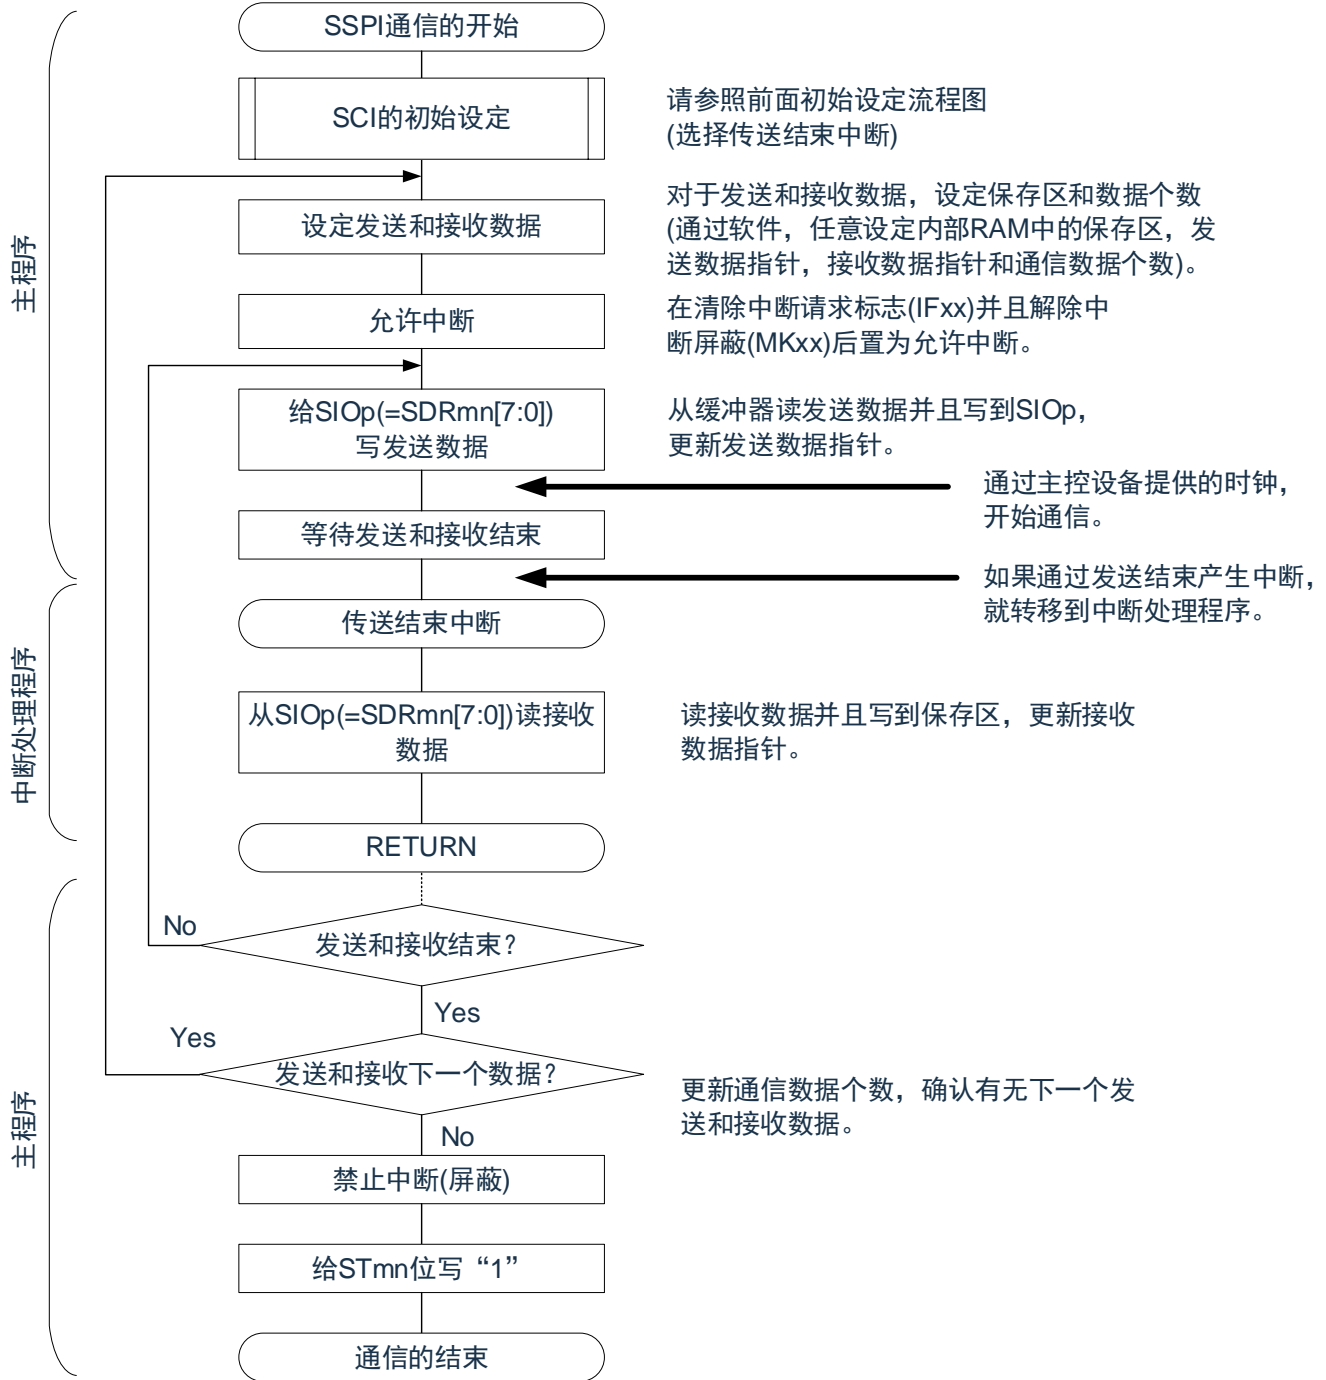 SSPI通信的开始
SCI的初始设定
请参照前面初始设定流程图
(选择传送结束中断)
设定发送和接收数据
对于发送和接收数据，设定保存区和数据个数
(通过软件，任意设定内部RAM中的保存区，发
送数据指针，接收数据指针和通信数据个数)。
主程序
允许中断
在清除中断请求标志(IFxx)并且解除中
断屏蔽(MKxx)后置为允许中断。
给SIOp(=SDRmn[7:0])
写发送数据
从缓冲器读发送数据并且写到SIOp，
更新发送数据指针。
通过主控设备提供的时钟，
开始通信。
等待发送和接收结束
如果通过发送结束产生中断，
就转移到中断处理程序。
传送结束中断
中断处理程序
从SIOp(=SDRmn[7:0])读接收
数据
读接收数据并且写到保存区，更新接收
数据指针。
RETURN
No
发送和接收结束？
Yes
Yes
发送和接收下一个数据？
更新通信数据个数，确认有无下一个发
送和接收数据。
No
主程序
禁止中断(屏蔽)
给STmn位写“1”
通信的结束